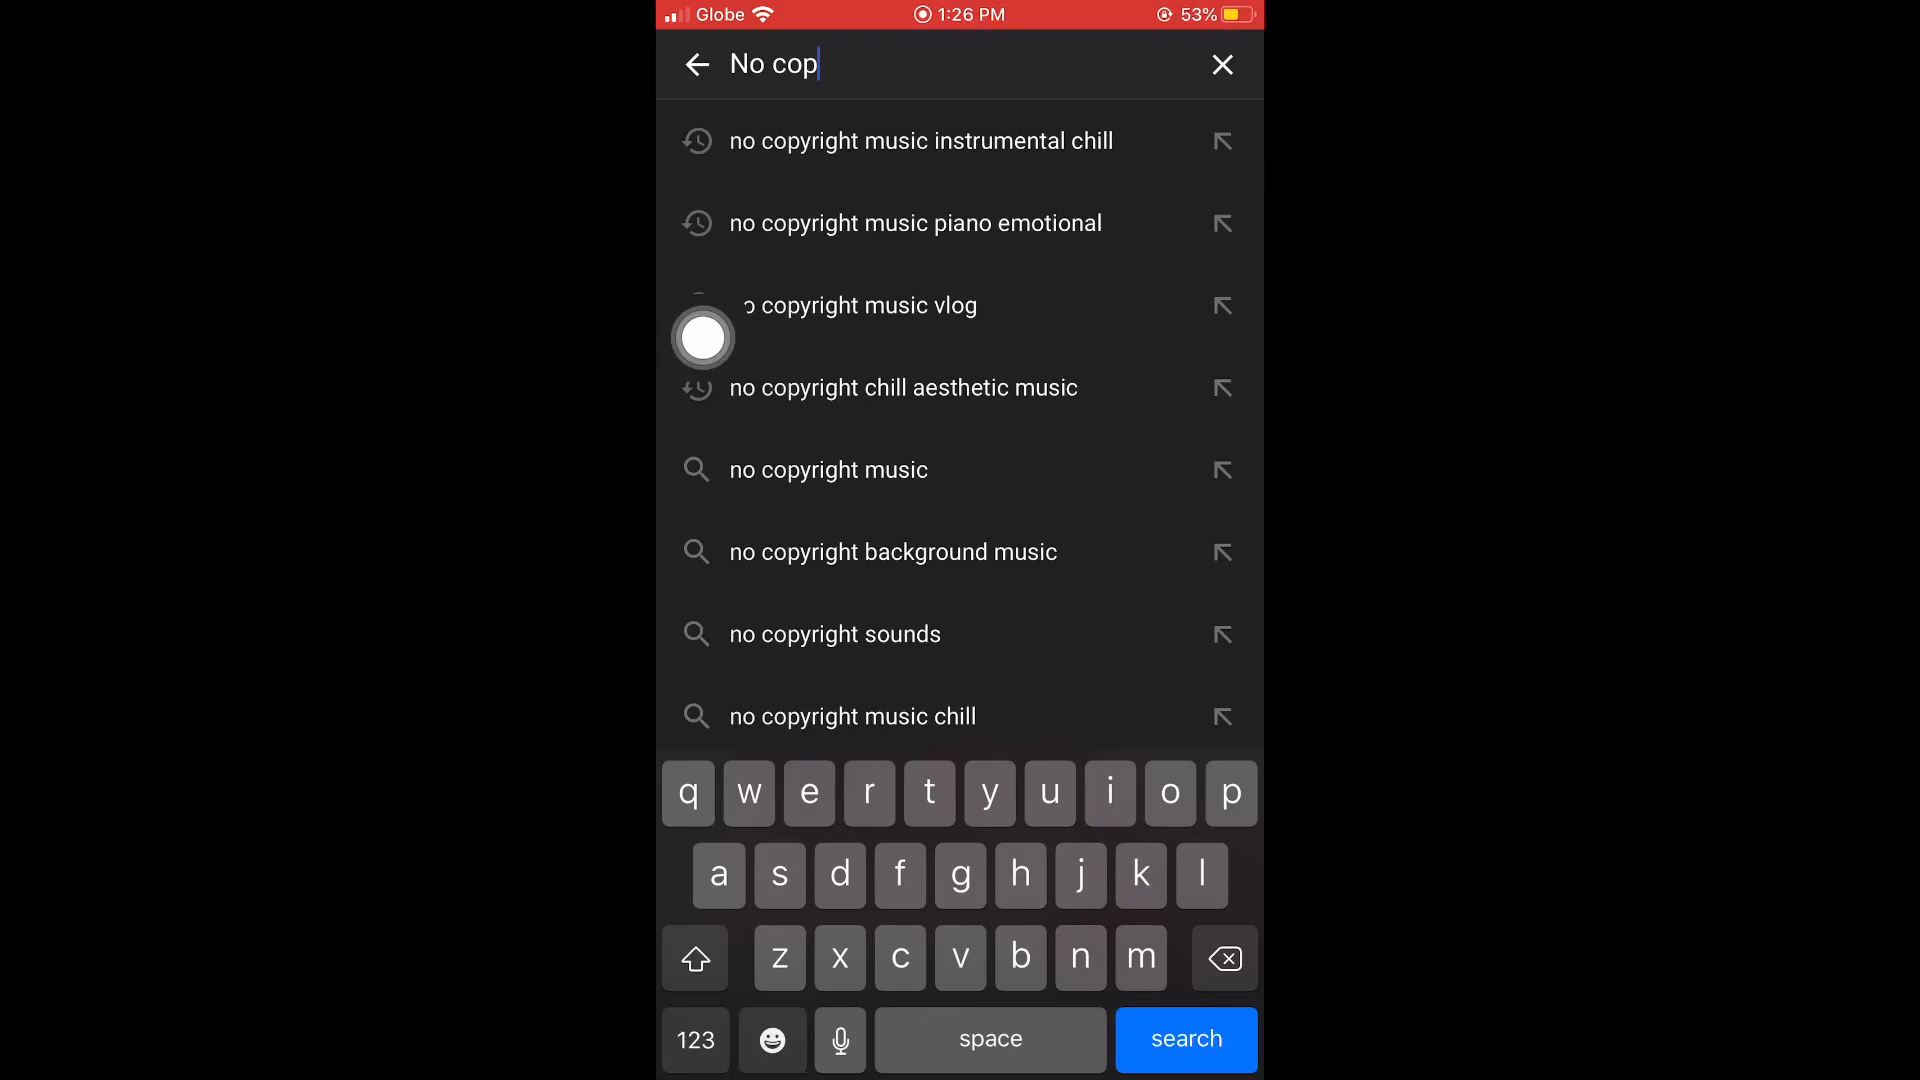 Globe 1:26 PM 53%
No cop
no copyright music instrumental chill
no copyright music piano emotional
o copyright music vlog
no copyright chill aesthetic music
no copyright music
no copyright background music
no copyright sounds
no copyright music chill
q w e r t y u i o p
a s d f g h j k l
z x c v b n m
123 space search